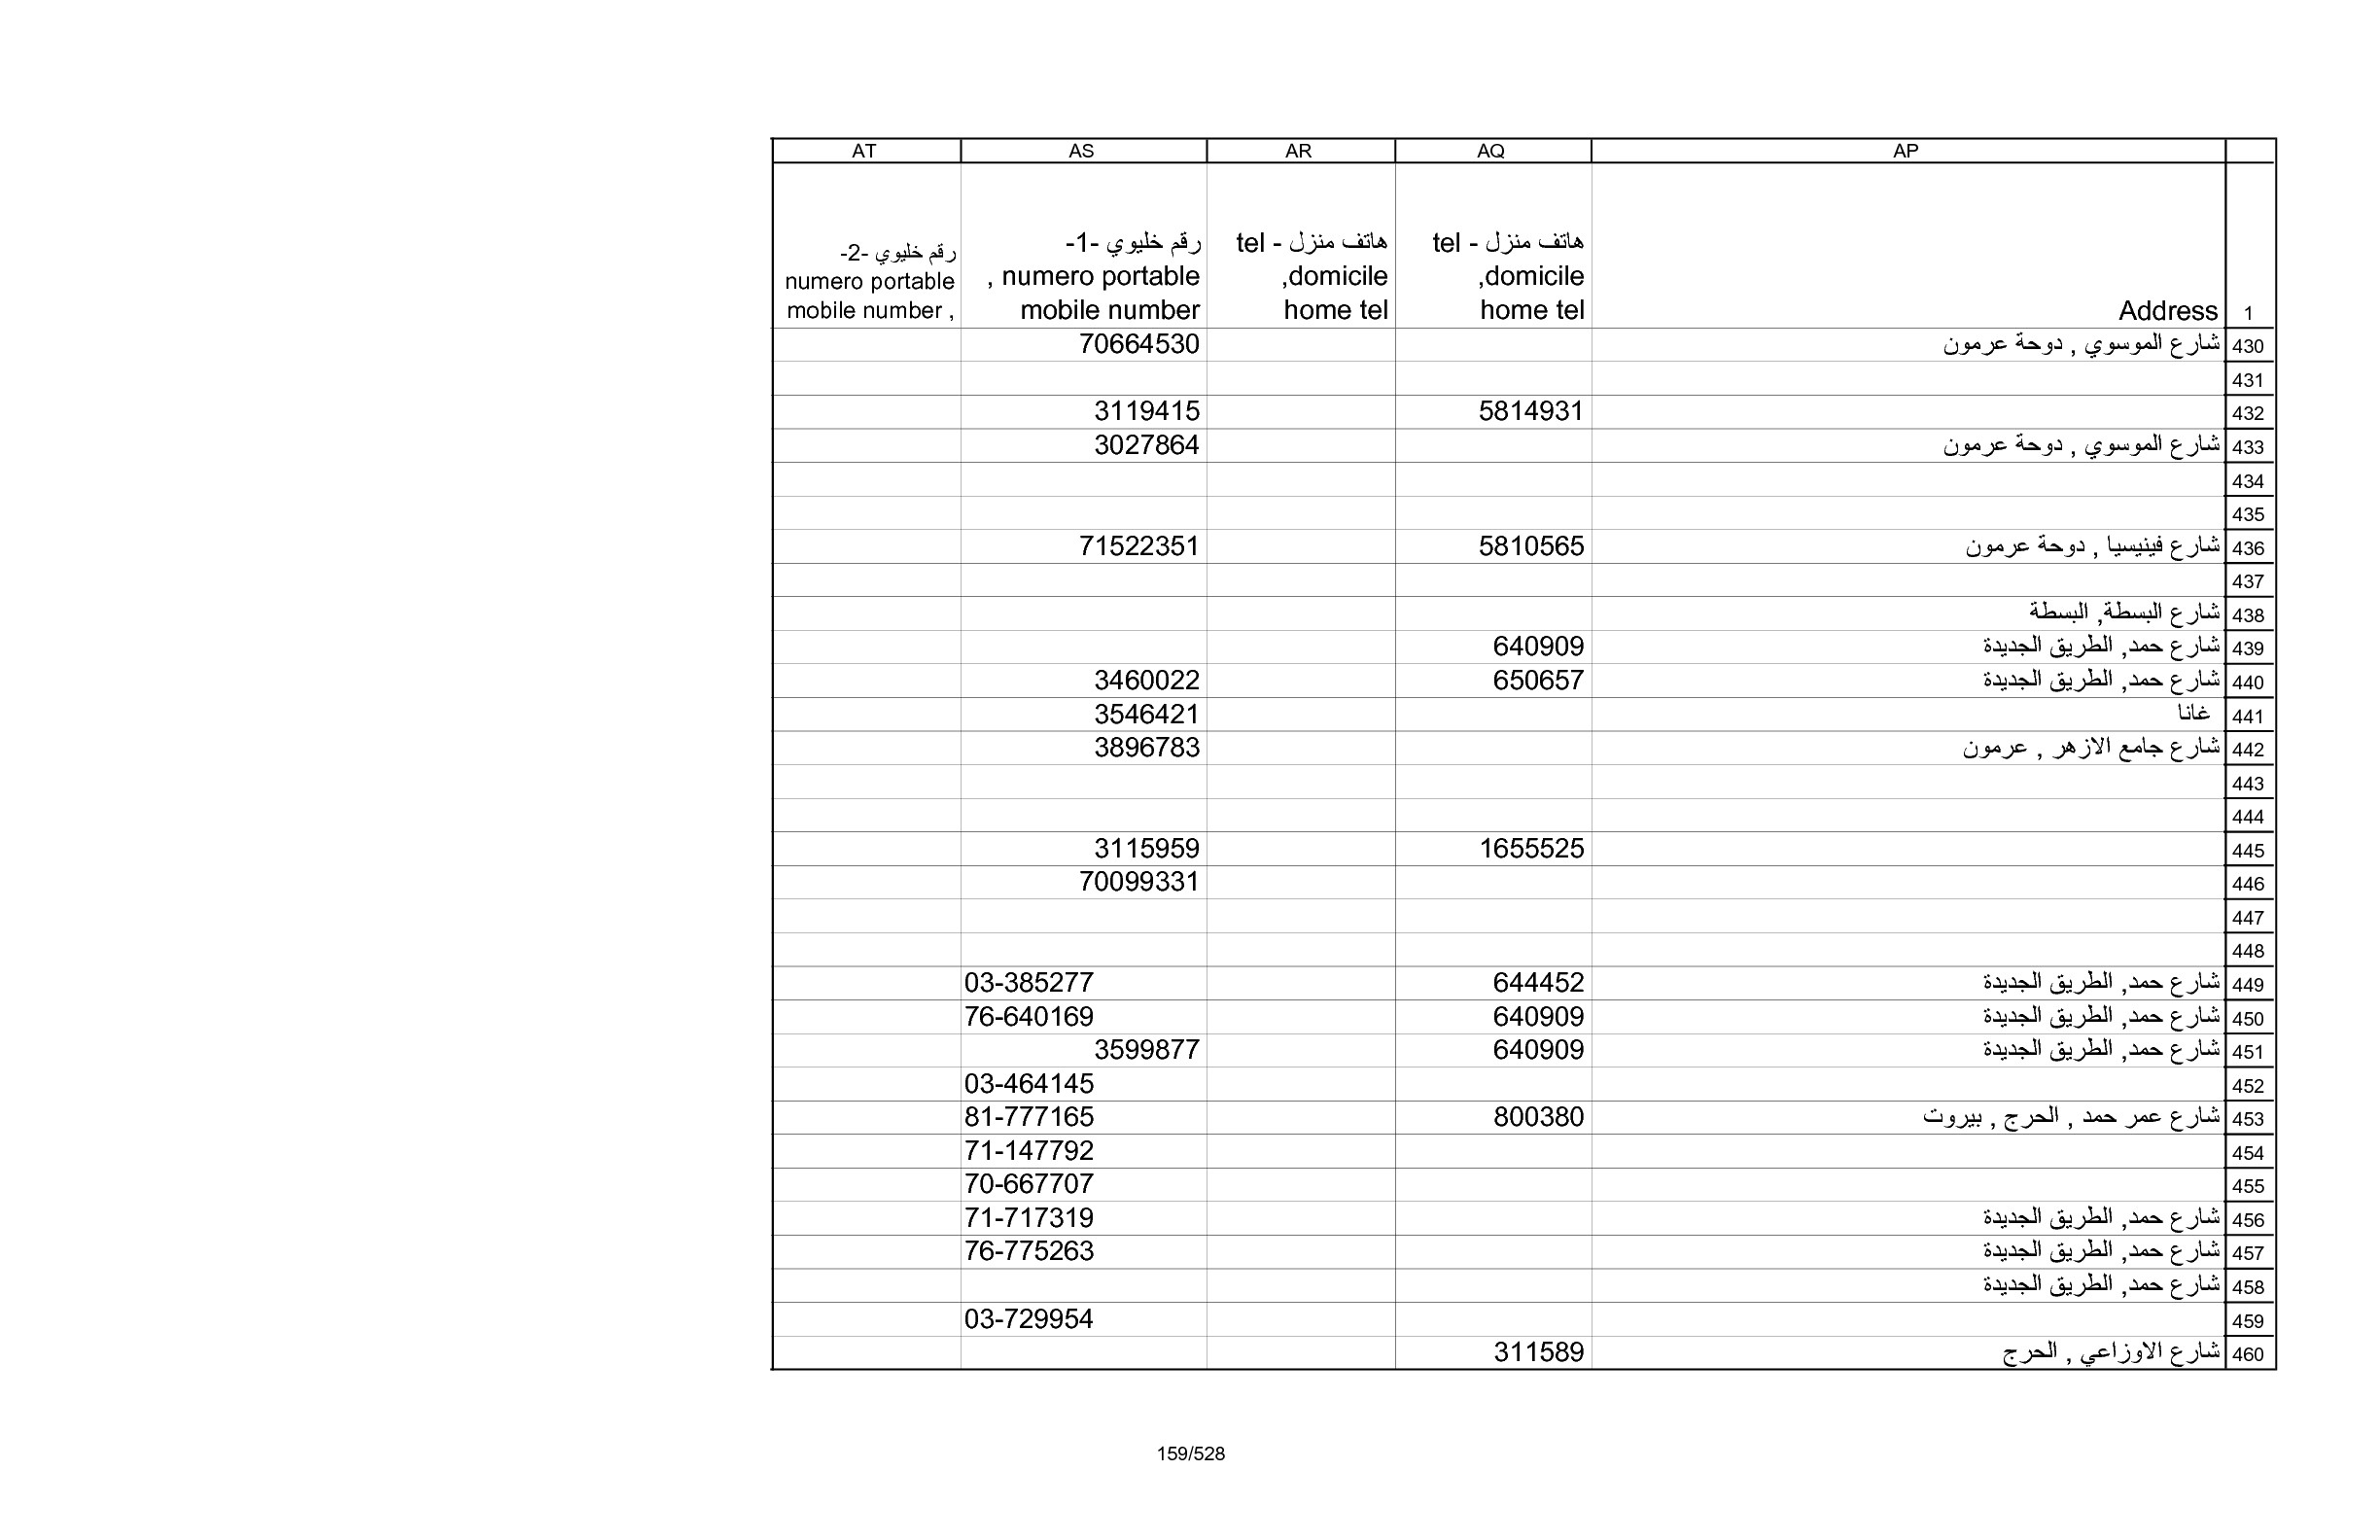 AP AQ AR AS AT
1 Address هاتف منزل - tel domicile, home tel هاتف منزل - tel domicile, home tel رقم خليوي -1- numero portable , mobile number رقم خليوي -2- numero portable mobile number ,
430 شارع الموسوي , دوحة عرمون 70664530
431
432 5814931 3119415
433 شارع الموسوي , دوحة عرمون 3027864
434
435
436 شارع فينيسيا , دوحة عرمون 5810565 71522351
437
438 شارع البسطة, البسطة
439 شارع حمد, الطريق الجديدة 640909
440 شارع حمد, الطريق الجديدة 650657 3460022
441 غانا 3546421
442 شارع جامع الازهر , عرمون 3896783
443
444
445 1655525 3115959
446 70099331
447
448
449 شارع حمد, الطريق الجديدة 644452 03-385277
450 شارع حمد, الطريق الجديدة 640909 76-640169
451 شارع حمد, الطريق الجديدة 640909 3599877
452 03-464145
453 شارع عمر حمد , الحرج , بيروت 800380 81-777165
454 71-147792
455 70-667707
456 شارع حمد, الطريق الجديدة 71-717319
457 شارع حمد, الطريق الجديدة 76-775263
458 شارع حمد, الطريق الجديدة
459 03-729954
460 شارع الاوزاعي , الحرج 311589
159/528